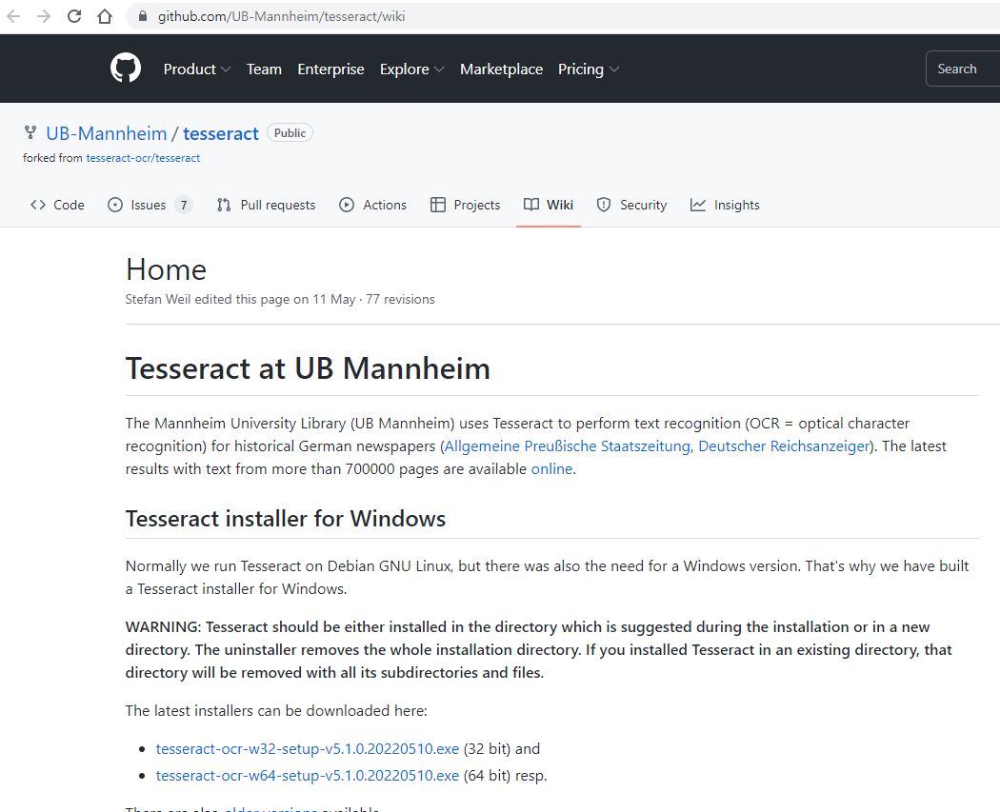 github.com/UB-Mannheim/tesseract/wiki
Product Team Enterprise Explore Marketplace Pricing Search
UB-Mannheim / tesseract Public
forked from tesseract-ocr/tesseract
Code Issues 7 Pull requests Actions Projects Wiki Security Insights
Home
Stefan Weil edited this page on 11 May · 77 revisions
Tesseract at UB Mannheim
The Mannheim University Library (UB Mannheim) uses Tesseract to perform text recognition (OCR = optical character
recognition) for historical German newspapers (Allgemeine Preußische Staatszeitung, Deutscher Reichsanzeiger). The latest
results with text from more than 700000 pages are available online.
Tesseract installer for Windows
Normally we run Tesseract on Debian GNU Linux, but there was also the need for a Windows version. That's why we have built
a Tesseract installer for Windows.
WARNING: Tesseract should be either installed in the directory which is suggested during the installation or in a new
directory. The uninstaller removes the whole installation directory. If you installed Tesseract in an existing directory, that
directory will be removed with all its subdirectories and files.
The latest installers can be downloaded here:
• tesseract-ocr-w32-setup-v5.1.0.20220510.exe (32 bit) and
• tesseract-ocr-w64-setup-v5.1.0.20220510.exe (64 bit) resp.
There are also older versions available.